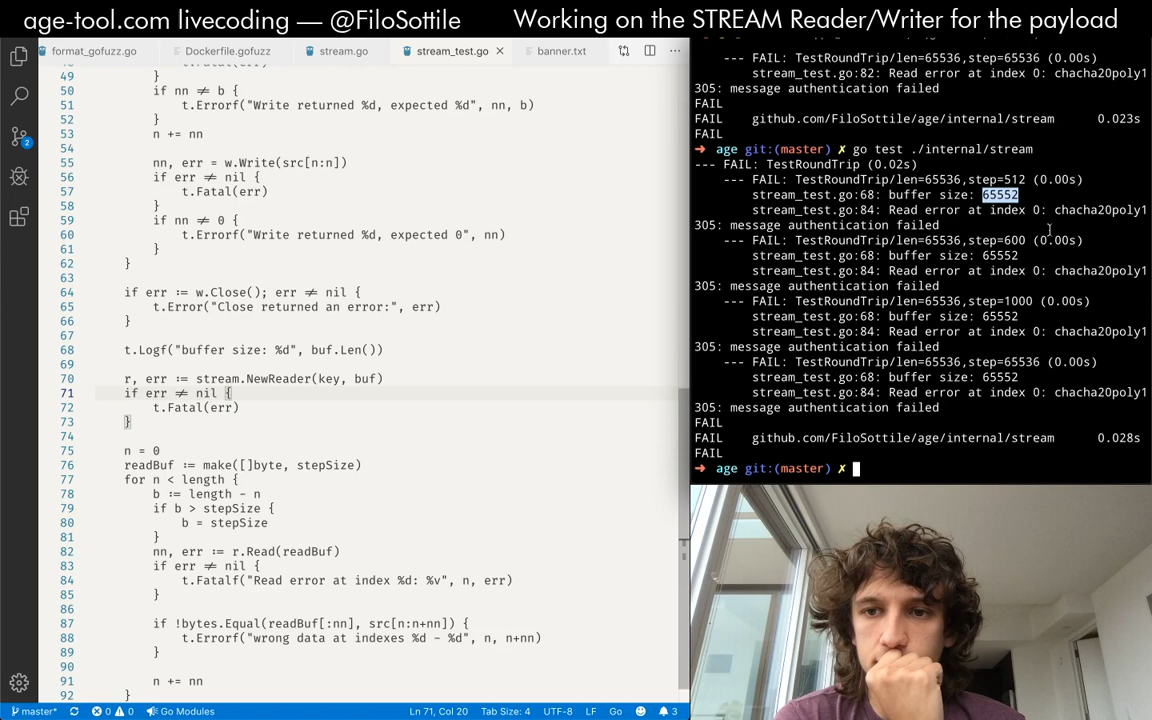 age-tool.com livecoding — @FiloSottile
Working on the STREAM Reader/Writer for the payload
format_gofuzz.go
Dockerfile.gofuzz
stream.go
stream_test.go
banner.txt
49 }
50 if nn ≠ b {
51 t.Errorf("Write returned %d, expected %d", nn, b)
52 }
53 n += nn
54
55 nn, err = w.Write(src[n:n])
56 if err ≠ nil {
57 t.Fatal(err)
58 }
59 if nn ≠ 0 {
60 t.Errorf("Write returned %d, expected 0", nn)
61 }
62 }
63
64 if err := w.Close(); err ≠ nil {
65 t.Error("Close returned an error:", err)
66 }
67
68 t.Logf("buffer size: %d", buf.Len())
69
70 r, err := stream.NewReader(key, buf)
71 if err ≠ nil {
72 t.Fatal(err)
73 }
74
75 n = 0
76 readBuf := make([]byte, stepSize)
77 for n < length {
78 b := length - n
79 if b > stepSize {
80 b = stepSize
81 }
82 nn, err := r.Read(readBuf)
83 if err ≠ nil {
84 t.Fatalf("Read error at index %d: %v", n, err)
85 }
86
87 if !bytes.Equal(readBuf[:nn], src[n:n+nn]) {
88 t.Errorf("wrong data at indexes %d - %d", n, n+nn)
89 }
90
91 n += nn
92 }
2
master*
0
0
Go Modules
Ln 71, Col 20
Tab Size: 4
UTF-8
LF
Go
3
--- FAIL: TestRoundTrip/len=65536,step=65536 (0.00s)
stream_test.go:82: Read error at index 0: chacha20poly1
305: message authentication failed
FAIL
FAIL github.com/FiloSottile/age/internal/stream 0.023s
FAIL
➜ age git:(master) ✗ go test ./internal/stream
--- FAIL: TestRoundTrip (0.02s)
--- FAIL: TestRoundTrip/len=65536,step=512 (0.00s)
stream_test.go:68: buffer size: 65552
stream_test.go:84: Read error at index 0: chacha20poly1
305: message authentication failed
--- FAIL: TestRoundTrip/len=65536,step=600 (0.00s)
stream_test.go:68: buffer size: 65552
stream_test.go:84: Read error at index 0: chacha20poly1
305: message authentication failed
--- FAIL: TestRoundTrip/len=65536,step=1000 (0.00s)
stream_test.go:68: buffer size: 65552
stream_test.go:84: Read error at index 0: chacha20poly1
305: message authentication failed
--- FAIL: TestRoundTrip/len=65536,step=65536 (0.00s)
stream_test.go:68: buffer size: 65552
stream_test.go:84: Read error at index 0: chacha20poly1
305: message authentication failed
FAIL
FAIL github.com/FiloSottile/age/internal/stream 0.028s
FAIL
➜ age git:(master) ✗